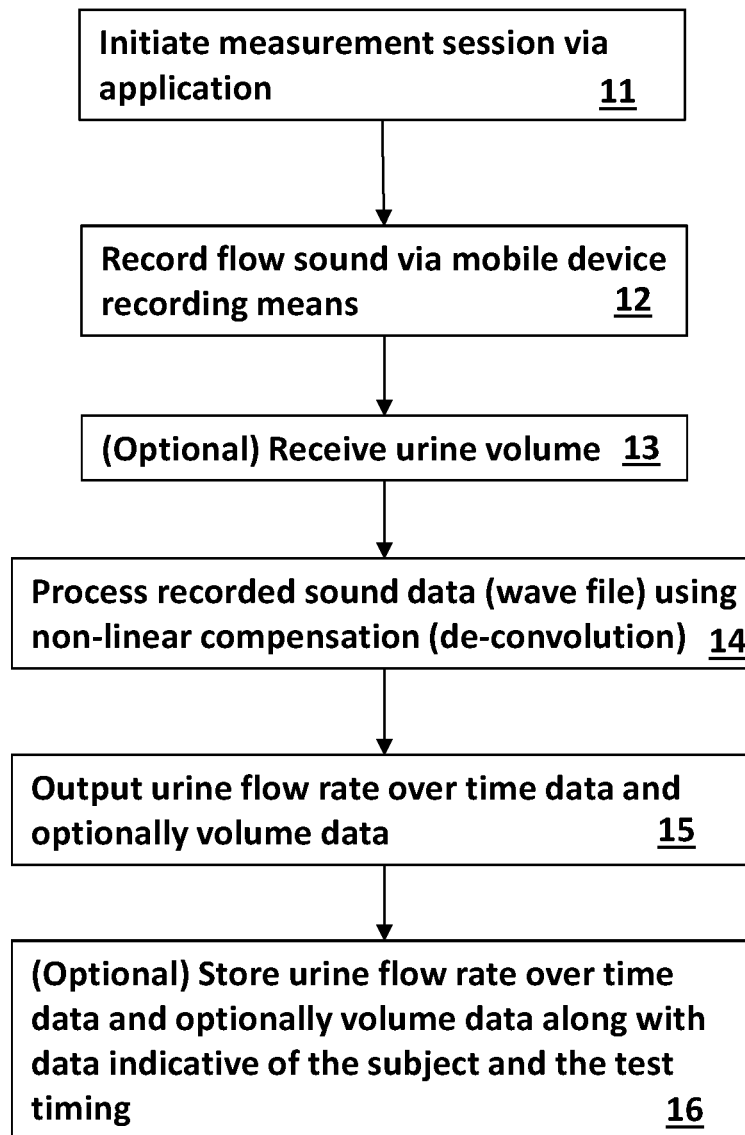 Initiate measurement session via
application 11
Record flow sound via mobile device
recording means 12
(Optional) Receive urine volume 13
Process recorded sound data (wave file) using
non-linear compensation (de-convolution) 14
Output urine flow rate over time data and
optionally volume data 15
(Optional) Store urine flow rate over time
data and optionally volume data along with
data indicative of the subject and the test
timing 16